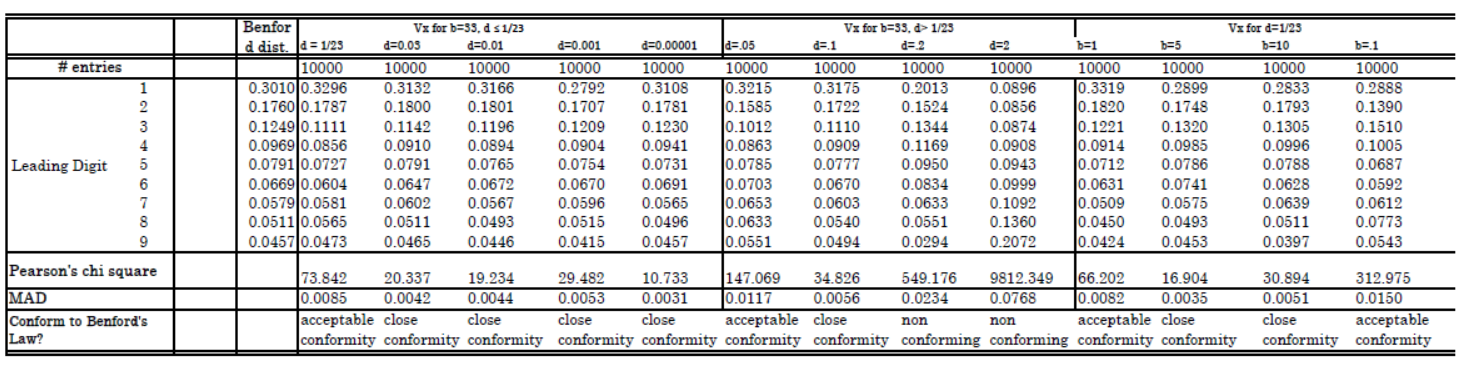 Benfor Vx for b=33, d ≤ 1/23 Vx for b=33, d> 1/23 Vx for d=1/23
d dist. d = 1/23 d=0.03 d=0.01 d=0.001 d=0.00001 d=.05 d=.1 d=.2 d=2 b=1 b=5 b=10 b=.1
# entries 10000 10000 10000 10000 10000 10000 10000 10000 10000 10000 10000 10000 10000
1 0.3010 0.3296 0.3132 0.3166 0.2792 0.3108 0.3215 0.3175 0.2013 0.0896 0.3319 0.2899 0.2833 0.2888
2 0.1760 0.1787 0.1800 0.1801 0.1707 0.1781 0.1585 0.1722 0.1524 0.0856 0.1820 0.1748 0.1793 0.1390
3 0.1249 0.1111 0.1142 0.1196 0.1209 0.1230 0.1012 0.1110 0.1344 0.0874 0.1221 0.1320 0.1305 0.1510
4 0.0969 0.0856 0.0910 0.0894 0.0904 0.0941 0.0863 0.0909 0.1169 0.0908 0.0914 0.0985 0.0996 0.1005
Leading Digit 5 0.0791 0.0727 0.0791 0.0765 0.0754 0.0731 0.0785 0.0777 0.0950 0.0943 0.0712 0.0786 0.0788 0.0687
6 0.0669 0.0604 0.0647 0.0672 0.0670 0.0691 0.0703 0.0670 0.0834 0.0999 0.0631 0.0741 0.0628 0.0592
7 0.0579 0.0581 0.0602 0.0567 0.0596 0.0565 0.0653 0.0603 0.0633 0.1092 0.0509 0.0575 0.0639 0.0612
8 0.0511 0.0565 0.0511 0.0493 0.0515 0.0496 0.0633 0.0540 0.0551 0.1360 0.0450 0.0493 0.0511 0.0773
9 0.0457 0.0473 0.0465 0.0446 0.0415 0.0457 0.0551 0.0494 0.0294 0.2072 0.0424 0.0453 0.0397 0.0543
Pearson's chi square 73.842 20.337 19.234 29.482 10.733 147.069 34.826 549.176 9812.349 66.202 16.904 30.894 312.975
MAD 0.0085 0.0042 0.0044 0.0053 0.0031 0.0117 0.0056 0.0234 0.0768 0.0082 0.0035 0.0051 0.0150
Conform to Benford's acceptable close close close close acceptable close non non acceptable close close acceptable
Law? conformity conformity conformity conformity conformity conformity conformity conforming conforming conformity conformity conformity conformity